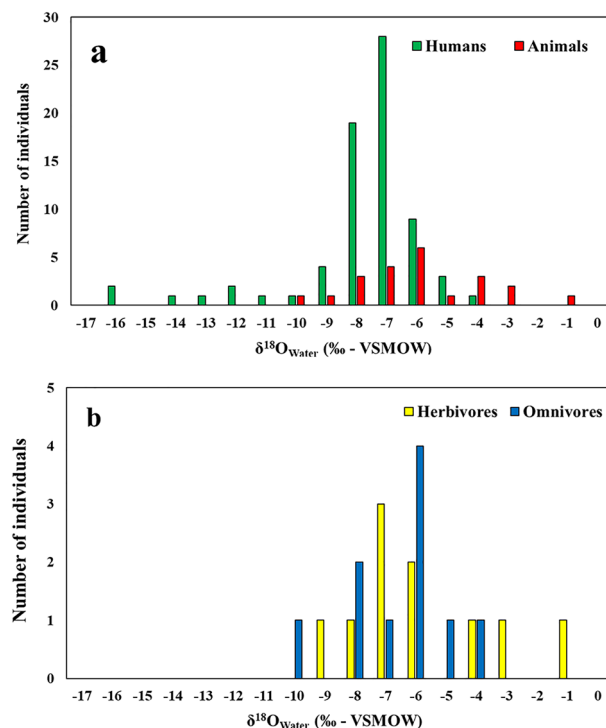 a
Humans Animals
Number of individuals
30
25
20
15
10
5
0
-17 -16 -15 -14 -13 -12 -11 -10 -9 -8 -7 -6 -5 -4 -3 -2 -1 0
δ¹⁸O_Water (‰ - VSMOW)
b
Herbivores Omnivores
Number of individuals
5
4
3
2
1
0
-17 -16 -15 -14 -13 -12 -11 -10 -9 -8 -7 -6 -5 -4 -3 -2 -1 0
δ¹⁸O_Water (‰ - VSMOW)